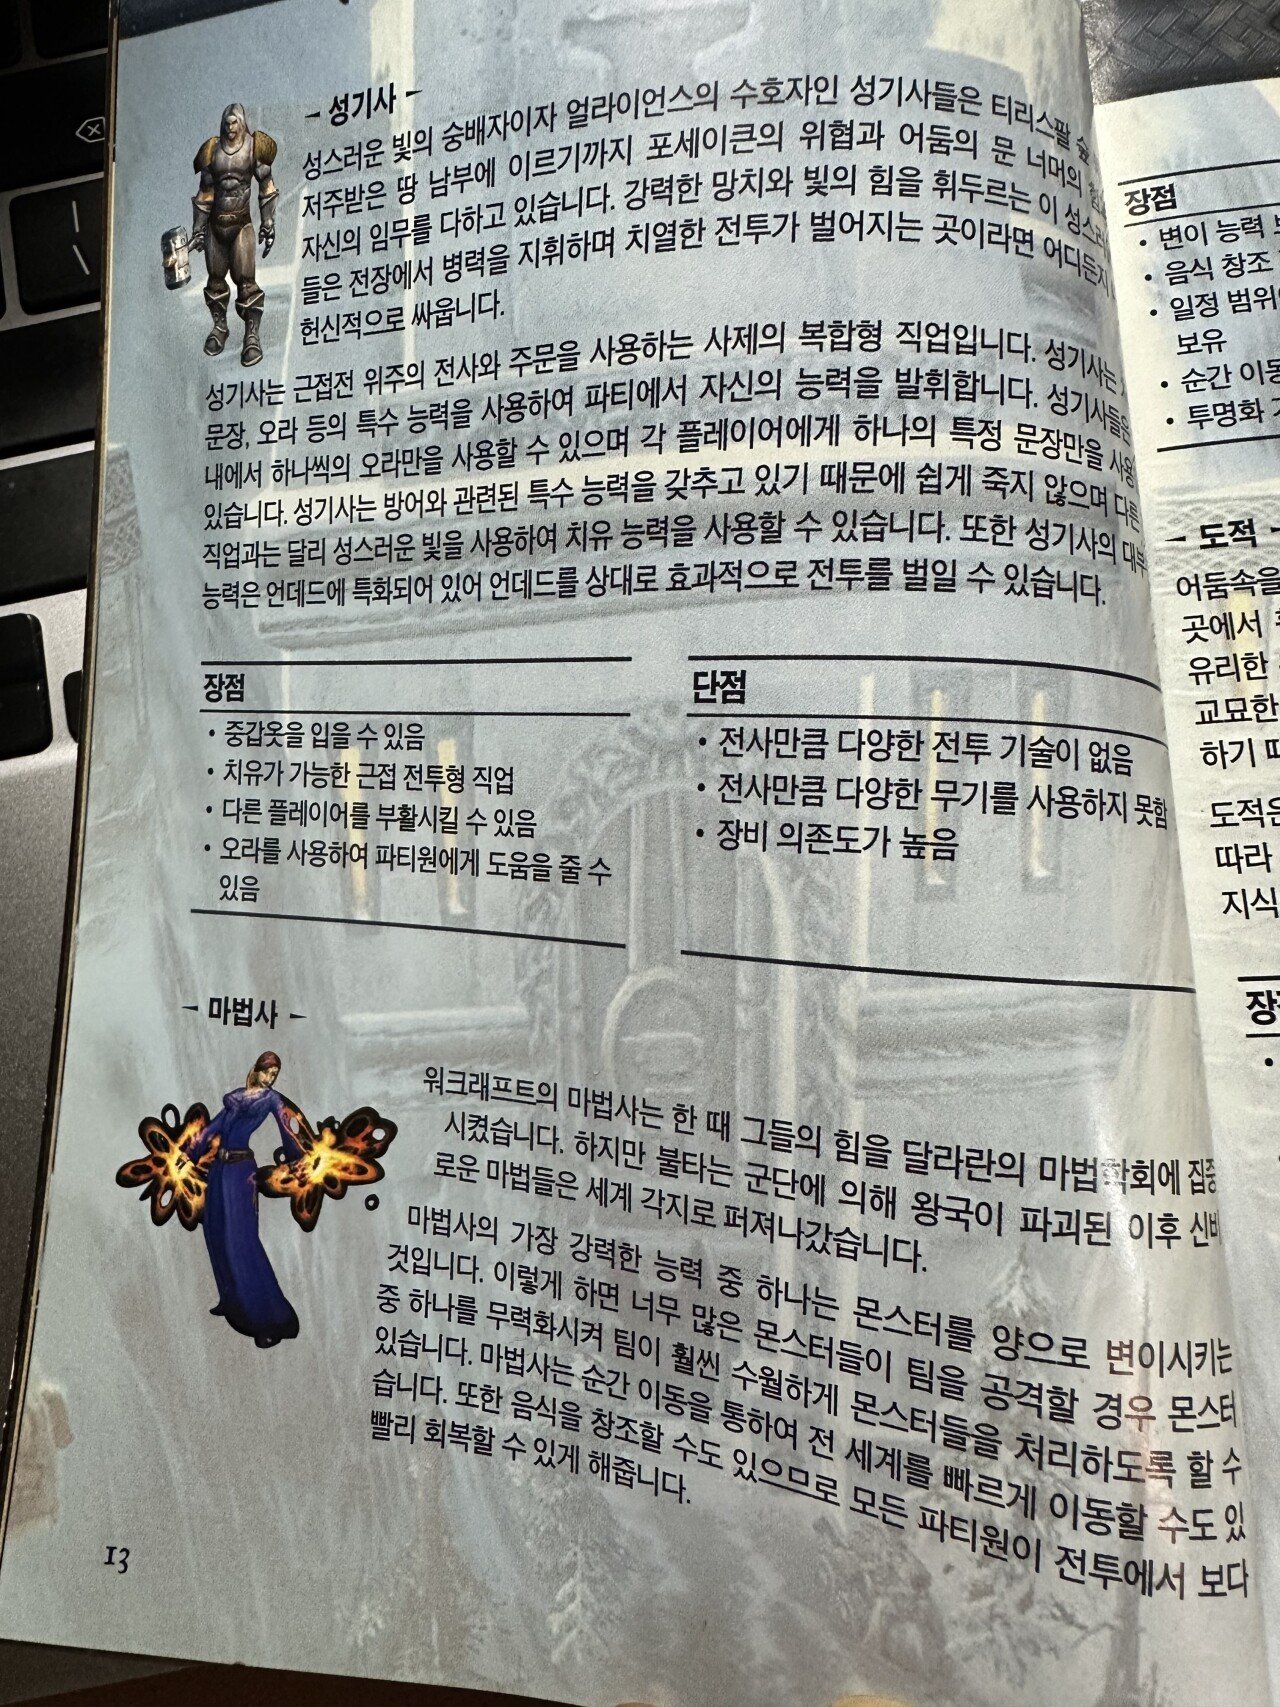 - 성기사 -
성스러운 빛의 숭배자이자 얼라이언스의 수호자인 성기사들은 티리스팔 숲
저주받은 땅 남부에 이르기까지 포세이큰의 위협과 어둠의 문 너머의
자신의 임무를 다하고 있습니다. 강력한 망치와 빛의 힘을 휘두르는 이
들은 전장에서 병력을 지휘하며 치열한 전투가 벌어지는 곳이라면 어디든지
헌신적으로 싸웁니다.
성기사는 근접전 위주의 전사와 주문을 사용하는 사제의 복합형 직업입니다. 성기사는
문장, 오라 등의 특수 능력을 사용하여 파티에서 자신의 능력을 발휘합니다. 성기사들은
내에서 하나씩의 오라만을 사용할 수 있으며 각 플레이어에게 하나의 특정 문장만을 사용
있습니다. 성기사는 방어와 관련된 특수 능력을 갖추고 있기 때문에 쉽게 죽지 않으며 다른
직업과는 달리 성스러운 빛을 사용하여 치유 능력을 사용할 수 있습니다. 또한 성기사의 대부
능력은 언데드에 특화되어 있어 언데드를 상대로 효과적으로 전투를 벌일 수 있습니다.
장점
• 중갑옷을 입을 수 있음
• 치유가 가능한 근접 전투형 직업
• 다른 플레이어를 부활시킬 수 있음
• 오라를 사용하여 파티원에게 도움을 줄 수
있음
단점
• 전사만큼 다양한 전투 기술이 없음
• 전사만큼 다양한 무기를 사용하지 못함
• 장비 의존도가 높음
- 마법사 -
워크래프트의 마법사는 한 때 그들의 힘을 달라란의 마법학회에 집중
시켰습니다. 하지만 불타는 군단에 의해 왕국이 파괴된 이후 신비
로운 마법들은 세계 각지로 퍼져나갔습니다.
마법사의 가장 강력한 능력 중 하나는 몬스터를 양으로 변이시키는
것입니다. 이렇게 하면 너무 많은 몬스터들이 팀을 공격할 경우 몬스터
중 하나를 무력화시켜 팀이 훨씬 수월하게 몬스터들을 처리하도록 할 수
있습니다. 마법사는 순간 이동을 통하여 전 세계를 빠르게 이동할 수도 있
습니다. 또한 음식을 창조할 수도 있으므로 모든 파티원이 전투에서 보다
빨리 회복할 수 있게 해줍니다.
13
장점
• 변이 능력
• 음식 창조
• 일정 범위
보유
• 순간 이동
• 투명화
- 도적 -
어둠속을
곳에서
유리한
교묘한
하기
도적은
따라
지식